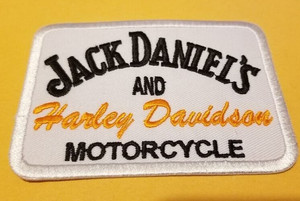 JACK DANIEL'S
AND
Harley Davidson
MOTORCYCLE